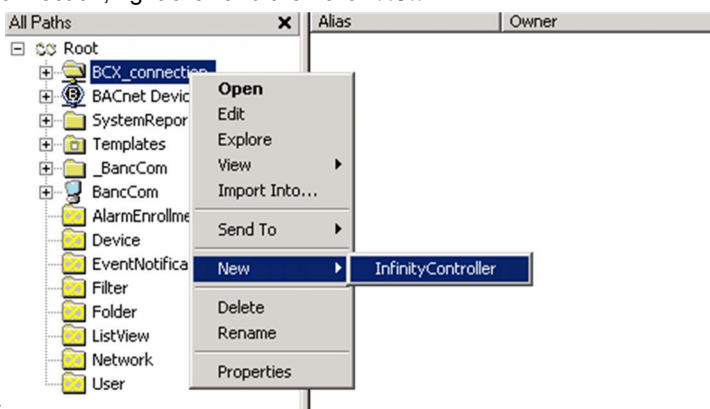 All Paths
Alias
Owner
Root
BCX_connection
BACnet Devic
SystemRepor
Templates
_BancCom
BancCom
AlarmEnrollme
Device
EventNotifica
Filter
Folder
ListView
Network
User
Open
Edit
Explore
View
Import Into...
Send To
New
InfinityController
Delete
Rename
Properties